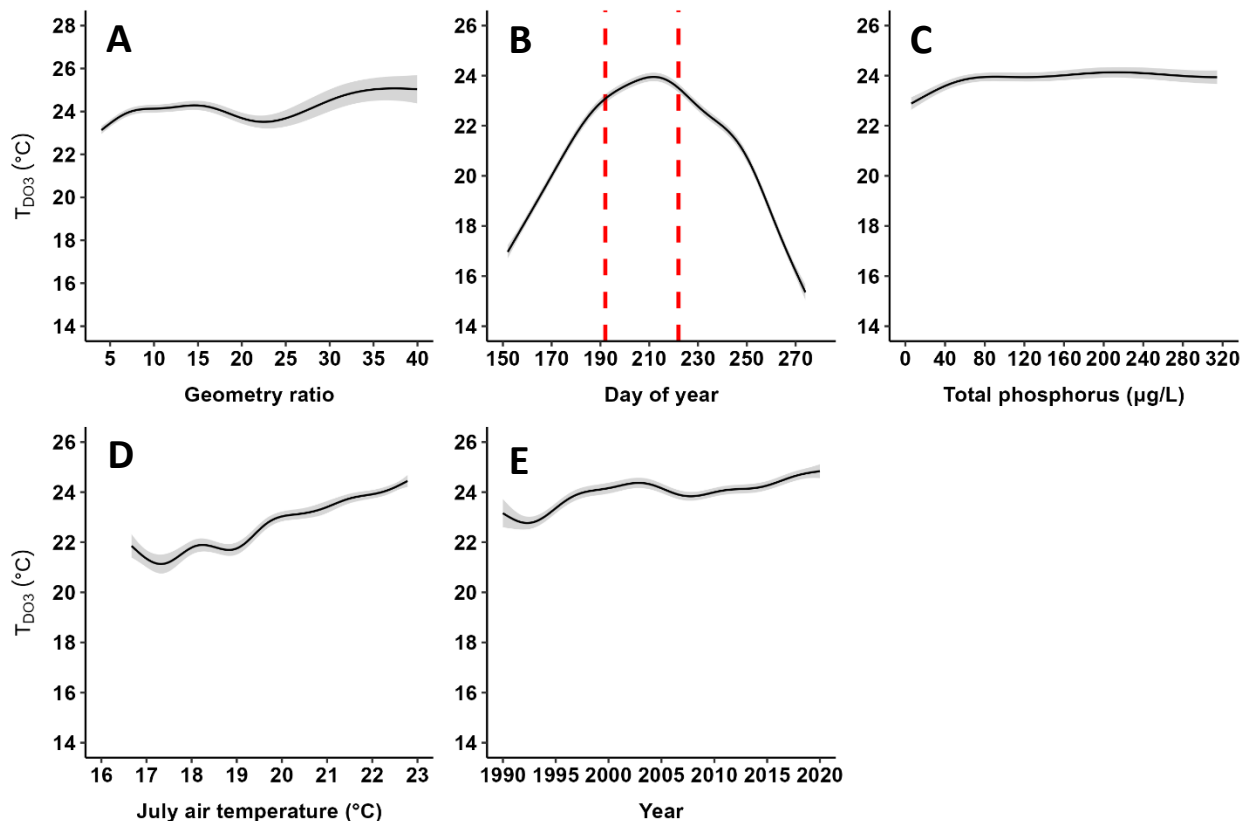 A
T_DO3 (°C)
28
26
24
22
20
18
16
14
5 10 15 20 25 30 35 40
Geometry ratio
B
26
24
22
20
18
16
14
150 170 190 210 230 250 270
Day of year
C
26
24
22
20
18
16
14
0 40 80 120 160 200 240 280 320
Total phosphorus (µg/L)
D
T_DO3 (°C)
26
24
22
20
18
16
14
16 17 18 19 20 21 22 23
July air temperature (°C)
E
26
24
22
20
18
16
14
1990 1995 2000 2005 2010 2015 2020
Year